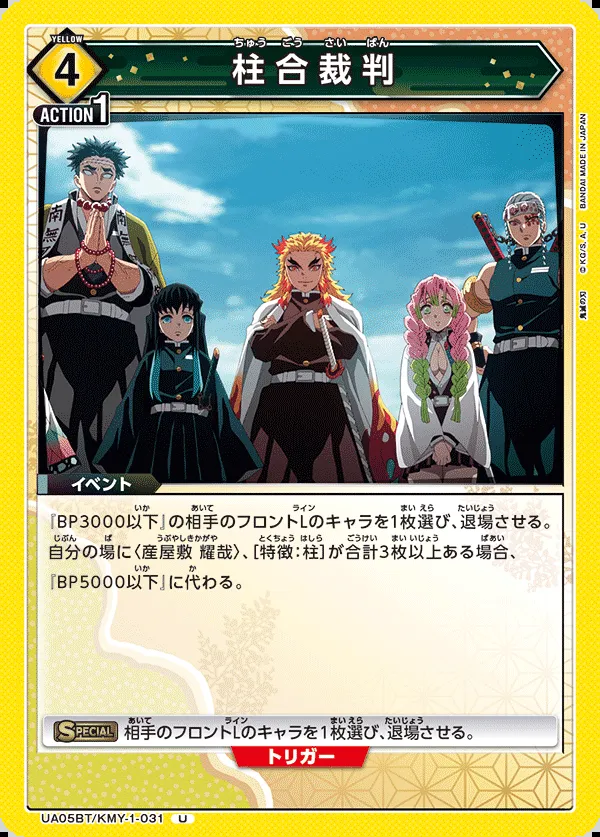 YELLOW
4
ACTION 1
ちゅう ごう さい ばん
柱合裁判
© KG/S, A, U BANDAI MADE IN JAPAN
鬼滅の刃
南無
イベント
『BP3000以下』の相手のフロントLのキャラを1枚選び、退場させる。
自分の場に〈産屋敷 耀哉〉、[特徴:柱]が合計3枚以上ある場合、
『BP5000以下』に代わる。
SPECIAL 相手のフロントLのキャラを1枚選び、退場させる。
トリガー
UA05BT/KMY-1-031 U